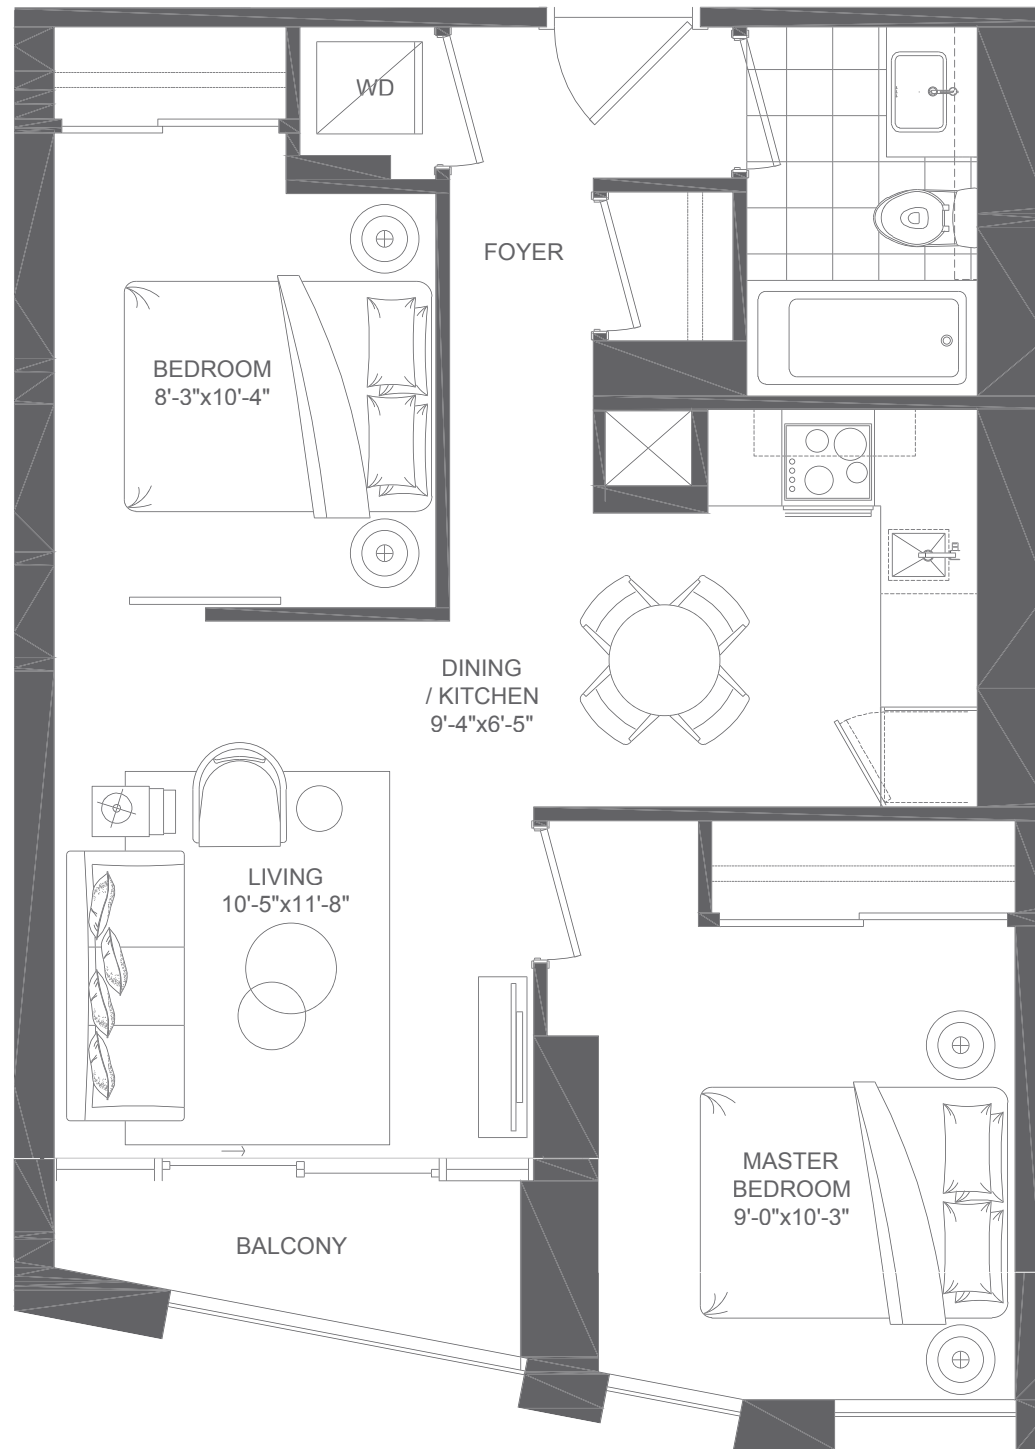 WD
FOYER
BEDROOM
8'-3"x10'-4"
DINING
/ KITCHEN
9'-4"x6'-5"
LIVING
10'-5"x11'-8"
MASTER
BEDROOM
9'-0"x10'-3"
BALCONY